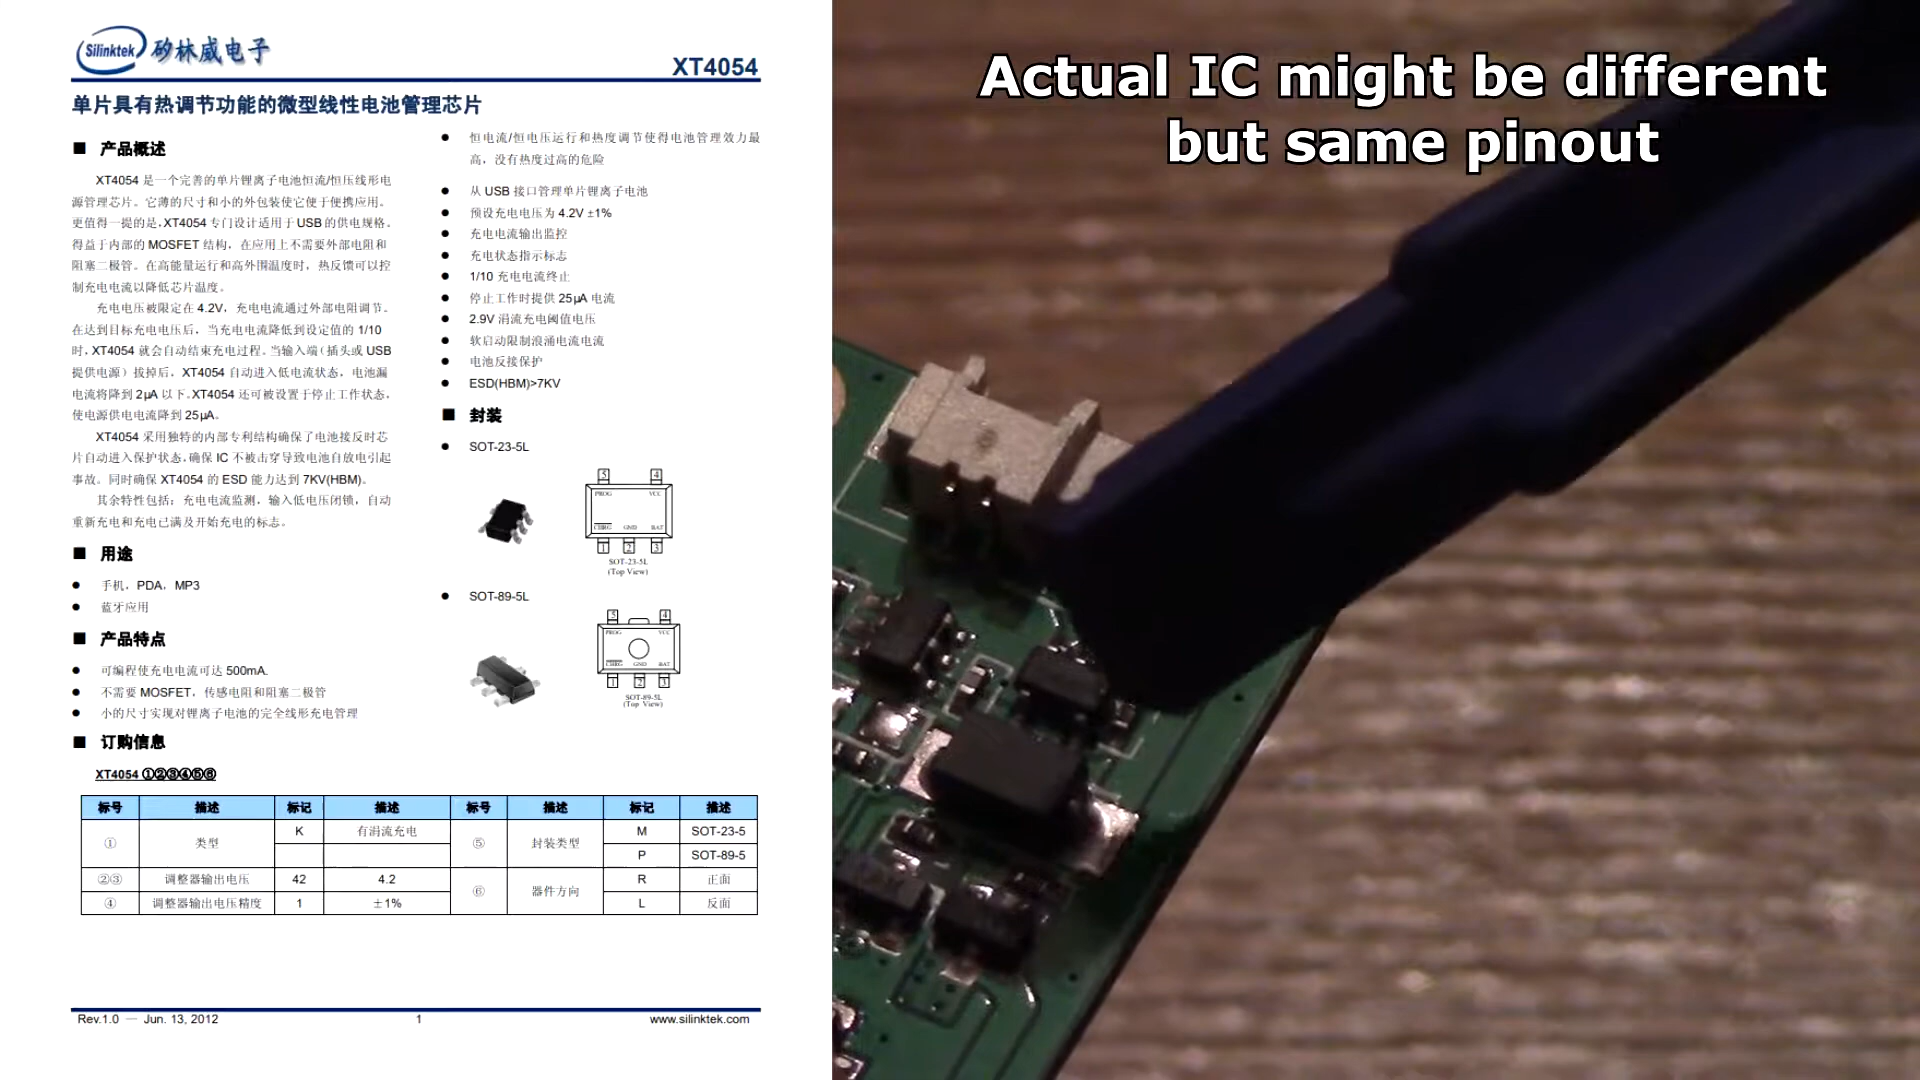 Silinktek 矽林威电子
XT4054
单片具有热调节功能的微型线性电池管理芯片
■ 产品概述
XT4054 是一个完善的单片锂离子电池恒流/恒压线形电
源管理芯片。它薄的尺寸和小的外包装使它便于便携应用。
更值得一提的是,XT4054 专门设计适用于 USB 的供电规格。
得益于内部的 MOSFET 结构，在应用上不需要外部电阻和
阻塞二极管。在高能量运行和高外围温度时，热反馈可以控
制充电电流以降低芯片温度。
充电电压被限定在 4.2V，充电电流通过外部电阻调节。
在达到目标充电电压后，当充电电流降低到设定值的 1/10
时，XT4054 就会自动结束充电过程。当输入端（插头或 USB
提供电源）拔掉后，XT4054 自动进入低电流状态，电池漏
电流将降到 2μA 以下。XT4054 还可被设置于停止工作状态，
使电源供电电流降到 25μA。
XT4054 采用独特的内部专利结构确保了电池接反时芯
片自动进入保护状态，确保 IC 不被击穿导致电池自放电引起
事故。同时确保 XT4054 的 ESD 能力达到 7KV(HBM)。
其余特性包括：充电电流监测，输入低电压闭锁，自动
重新充电和充电已满及开始充电的标志。
■ 用途
● 手机，PDA，MP3
● 蓝牙应用
■ 产品特点
● 可编程使充电电流可达 500mA.
● 不需要 MOSFET，传感电阻和阻塞二极管
● 小的尺寸实现对锂离子电池的完全线形充电管理
● 恒电流/恒电压运行和热度调节使得电池管理效力最
高，没有热度过高的危险
● 从 USB 接口管理单片锂离子电池
● 预设充电电压为 4.2V ±1%
● 充电电流输出监控
● 充电状态指示标志
● 1/10 充电电流终止
● 停止工作时提供 25μA 电流
● 2.9V 涓流充电阈值电压
● 软启动限制浪涌电流电流
● 电池反接保护
● ESD(HBM)>7KV
■ 封装
● SOT-23-5L
5 4
PROG VCC
CHRG GND BAT
1 2 3
SOT-23-5L
(Top View)
● SOT-89-5L
5 4
PROG VCC
CHRG GND BAT
1 2 3
SOT-89-5L
(Top View)
■ 订购信息
XT4054 ①②③④⑤⑥
标号 描述 标记 描述 标号 描述 标记 描述
① 类型 K 有涓流充电 ⑤ 封装类型 M SOT-23-5
P SOT-89-5
②③ 调整器输出电压 42 4.2 ⑥ 器件方向 R 正面
④ 调整器输出电压精度 1 ±1% L 反面
Rev.1.0 — Jun. 13, 2012 1 www.silinktek.com
Actual IC might be different
but same pinout